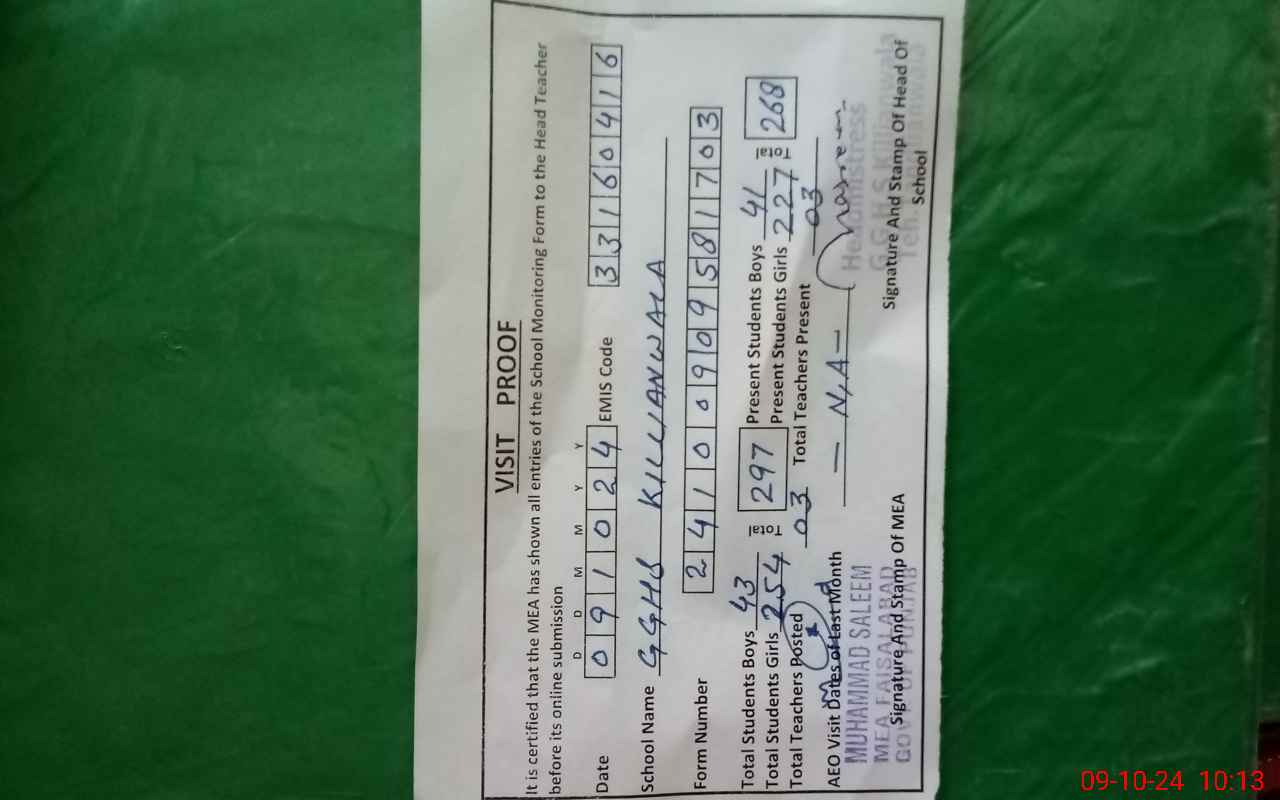 VISIT PROOF
It is certified that the MEA has shown all entries of the School Monitoring Form to the Head Teacher
before its online submission
D D M M Y Y
Date 0 9 1 0 2 4 EMIS Code 3 3 1 6 0 4 1 6
School Name GGHS KILLIANWALA
Form Number 2 4 1 0 0 9 0 9 5 8 1 7 0 3
Total Students Boys 43 Total 297 Present Students Boys 41 Total 268
Total Students Girls 254 Present Students Girls 227
Total Teachers Posted 03 Total Teachers Present 03
AEO Visit Dates of Last Month — N/A —
MUHAMMAD SALEEM
MEA FAISALABAD
GOVT OF PUNJAB
Signature And Stamp Of MEA
Headmistress
G.G.H.S Killianwala
Signature And Stamp Of Head Of
School
09-10-24 10:13